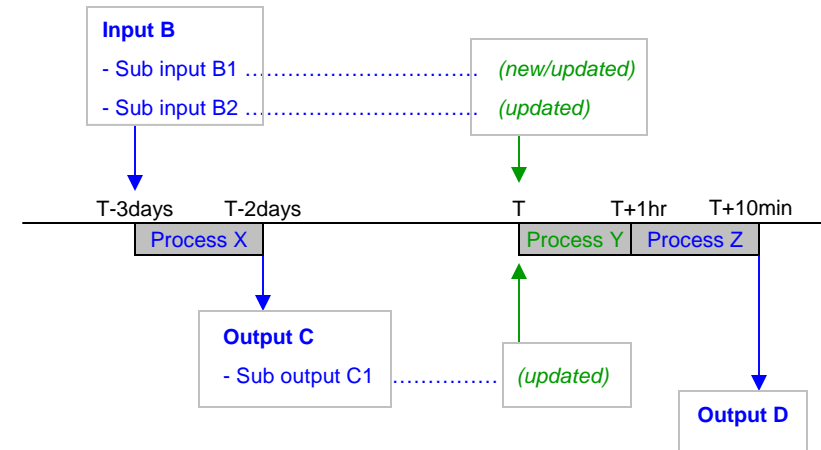 Input B
- Sub input B1 ................................. (new/updated)
- Sub input B2 ................................. (updated)
T-3days T-2days T T+1hr T+10min
Process X Process Y Process Z
Output C
- Sub output C1 ............... (updated)
Output D